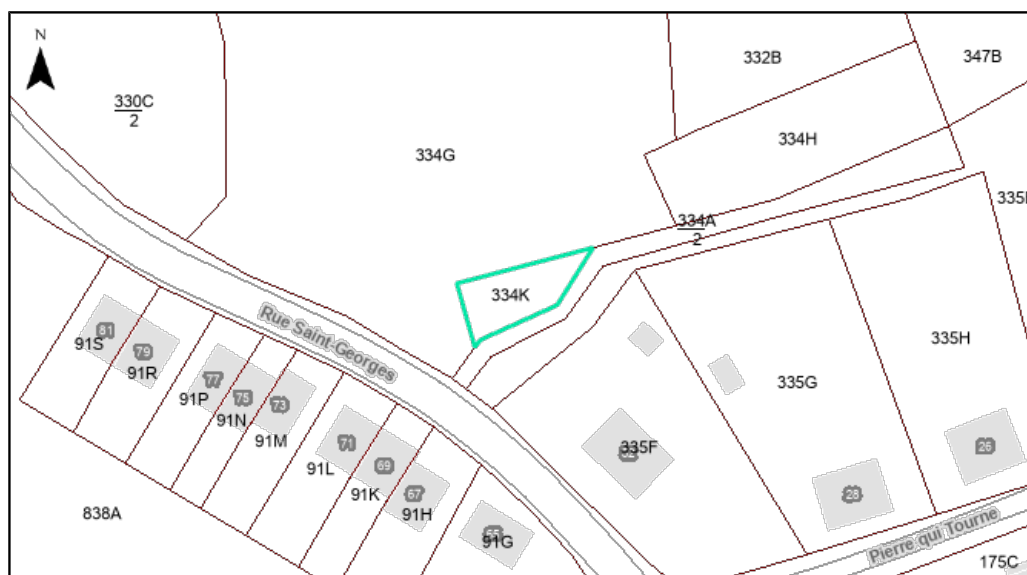 N
332B
347B
330C
2
334G
334H
335
334A
2
334K
Rue Saint-Georges
81
91S
79
91R
77
91P
75
91N
73
91M
335H
335G
71
91L
69
91K
67
91H
335F
26
28
65
91G
838A
Pierre qui Tourne
175C